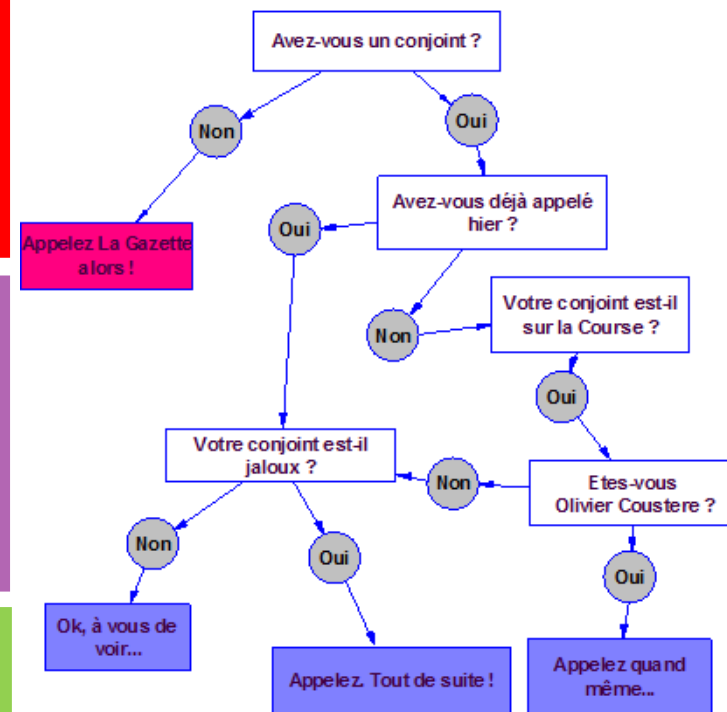 Avez-vous un conjoint ?
Non
Oui
Avez-vous déjà appelé
hier ?
Oui
Appelez La Gazette
alors !
Non
Votre conjoint est-il
sur la Course ?
Oui
Votre conjoint est-il
jaloux ?
Non
Etes-vous
Olivier Coustere ?
Non
Oui
Oui
Ok, à vous de
voir...
Appelez. Tout de suite !
Appelez quand
même...